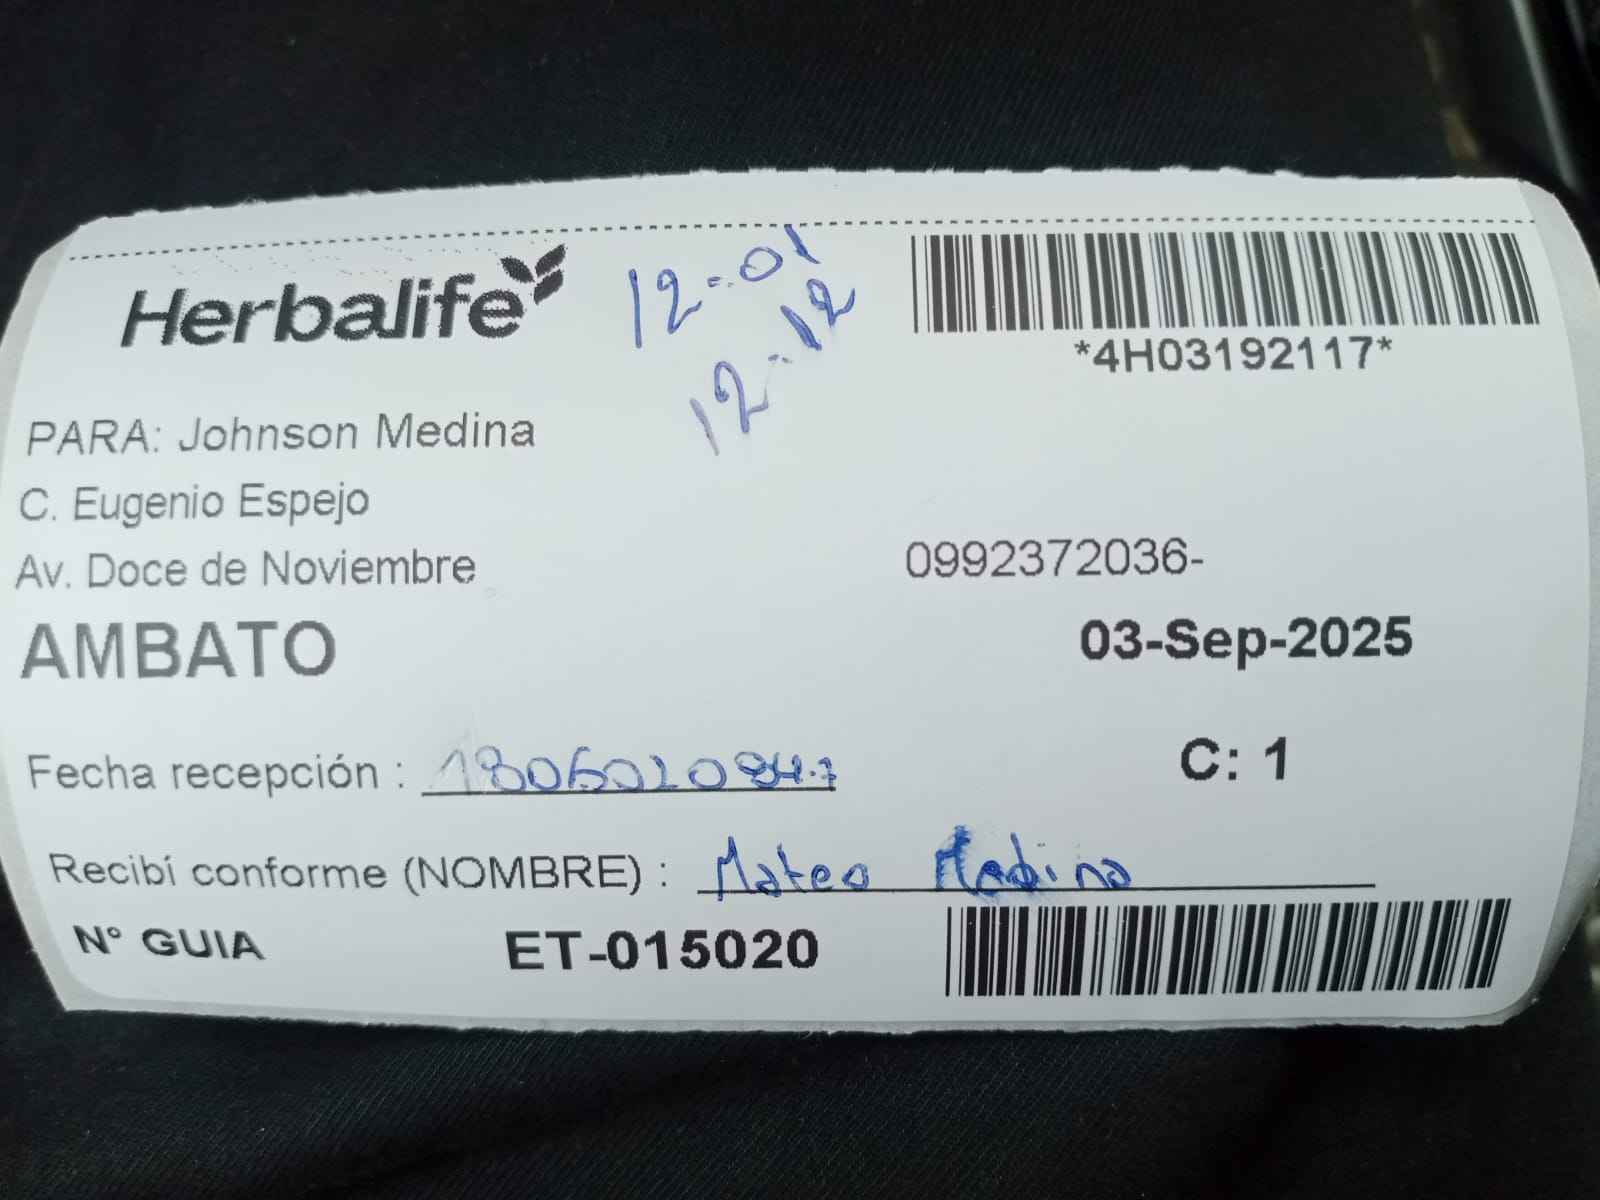 Herbalife
12-01
12-12
*4H03192117*
PARA: Johnson Medina
C. Eugenio Espejo
Av. Doce de Noviembre
0992372036-
AMBATO
03-Sep-2025
Fecha recepción :
C: 1
Recibí conforme (NOMBRE) : Mateo Medina
N° GUIA ET-015020